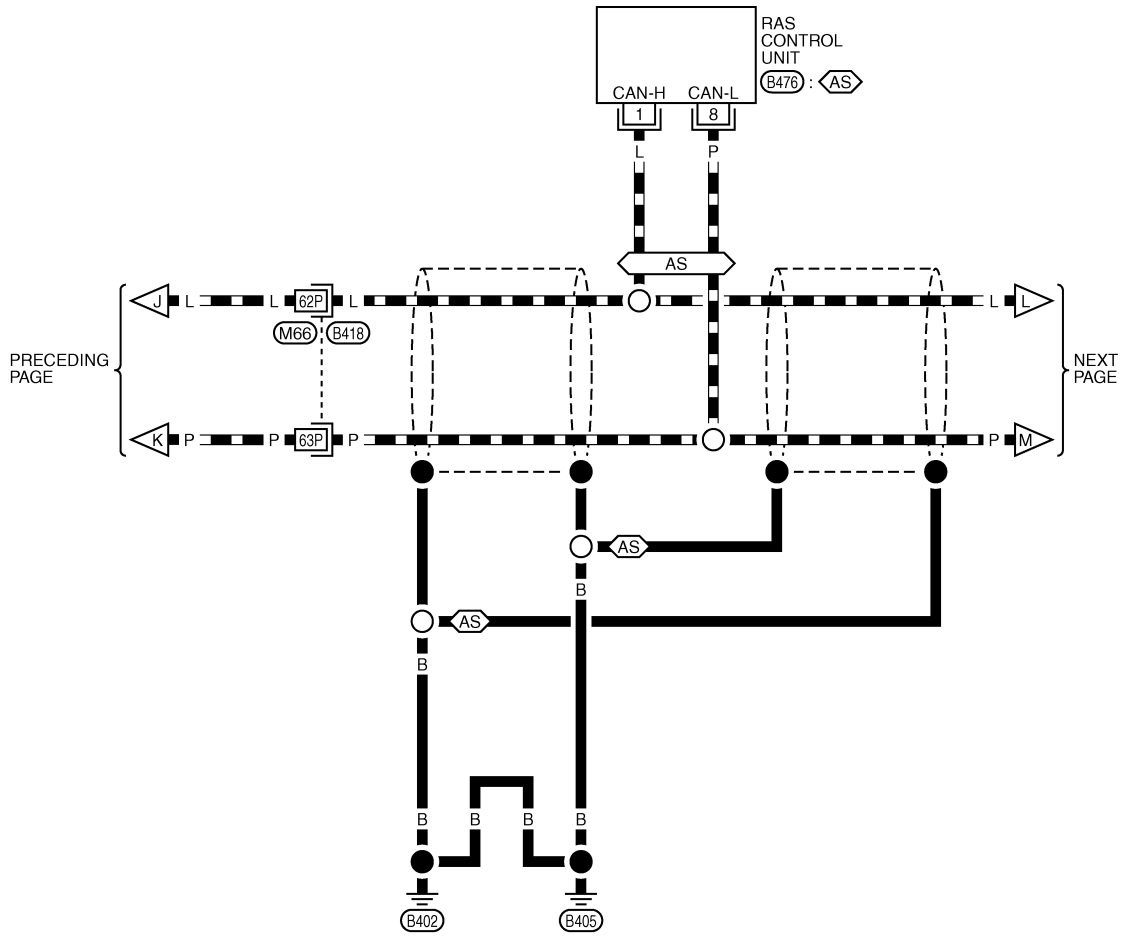 RAS
CONTROL
UNIT
B476 : AS
CAN-H CAN-L
1 8
L P
AS
J L L 62P L L L
M66 B418
PRECEDING
PAGE
NEXT
PAGE
K P P 63P P P M
AS
B
AS
B
B B B B
B402 B405